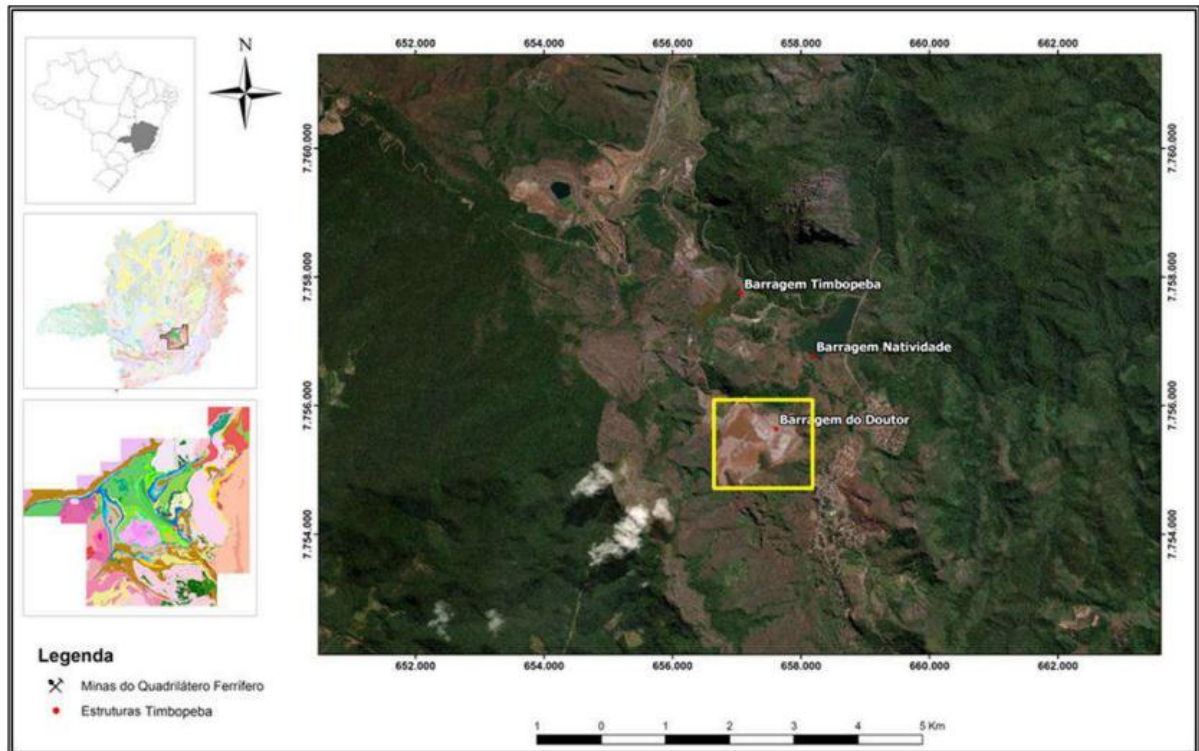 N
652.000 654.000 656.000 658.000 660.000 662.000
7.760.000 7.760.000
7.758.000 7.758.000
Barragem Timbopeba
Barragem Natividade
7.756.000 7.756.000
Barragem do Doutor
7.754.000 7.754.000
652.000 654.000 656.000 658.000 660.000 662.000
Legenda
Minas do Quadrilátero Ferrífero
Estruturas Timbopeba
1 0 1 2 3 4 5 Km